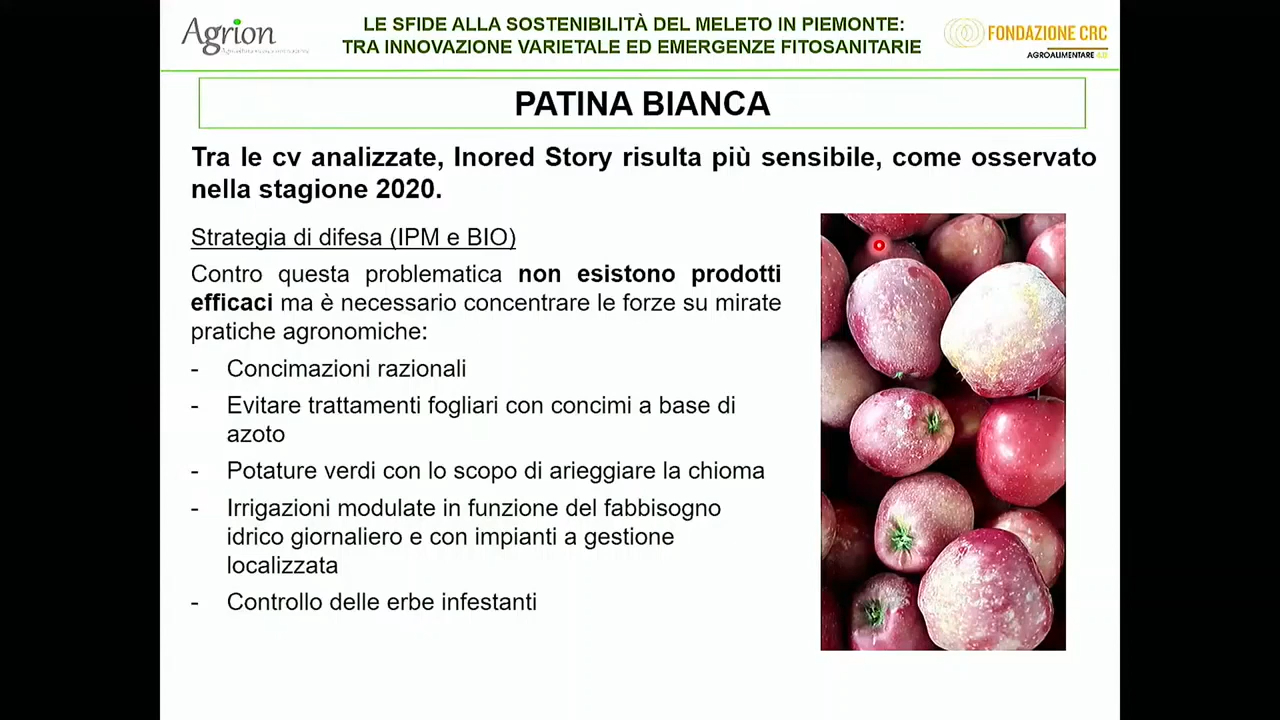 Agrion
LE SFIDE ALLA SOSTENIBILITÀ DEL MELETO IN PIEMONTE:
TRA INNOVAZIONE VARIETALE ED EMERGENZE FITOSANITARIE
FONDAZIONE CRC
AGROALIMENTARE 4.0
PATINA BIANCA
Tra le cv analizzate, Inored Story risulta più sensibile, come osservato
nella stagione 2020.
Strategia di difesa (IPM e BIO)
Contro questa problematica non esistono prodotti
efficaci ma è necessario concentrare le forze su mirate
pratiche agronomiche:
- Concimazioni razionali
- Evitare trattamenti fogliari con concimi a base di
azoto
- Potature verdi con lo scopo di arieggiare la chioma
- Irrigazioni modulate in funzione del fabbisogno
idrico giornaliero e con impianti a gestione
localizzata
- Controllo delle erbe infestanti